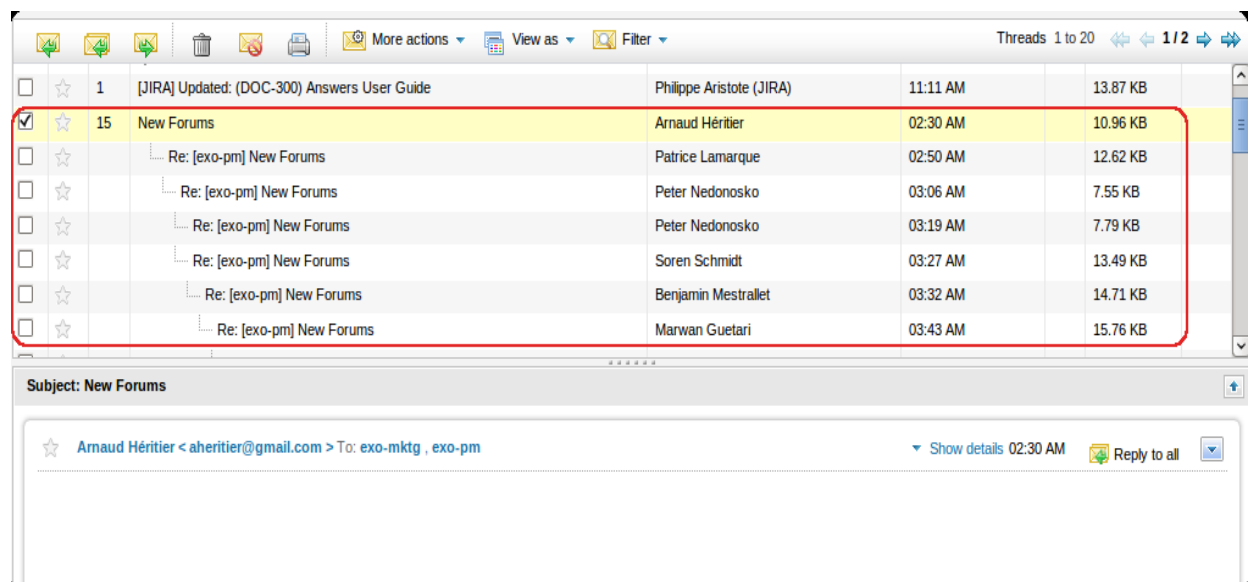 More actions View as Filter Threads 1 to 20 1 / 2
1 [JIRA] Updated: (DOC-300) Answers User Guide Philippe Aristote (JIRA) 11:11 AM 13.87 KB
15 New Forums Arnaud Héritier 02:30 AM 10.96 KB
Re: [exo-pm] New Forums Patrice Lamarque 02:50 AM 12.62 KB
Re: [exo-pm] New Forums Peter Nedonosko 03:06 AM 7.55 KB
Re: [exo-pm] New Forums Peter Nedonosko 03:19 AM 7.79 KB
Re: [exo-pm] New Forums Soren Schmidt 03:27 AM 13.49 KB
Re: [exo-pm] New Forums Benjamin Mestrallet 03:32 AM 14.71 KB
Re: [exo-pm] New Forums Marwan Guetari 03:43 AM 15.76 KB
Subject: New Forums
Arnaud Héritier < aheritier@gmail.com > To: exo-mktg , exo-pm Show details 02:30 AM Reply to all